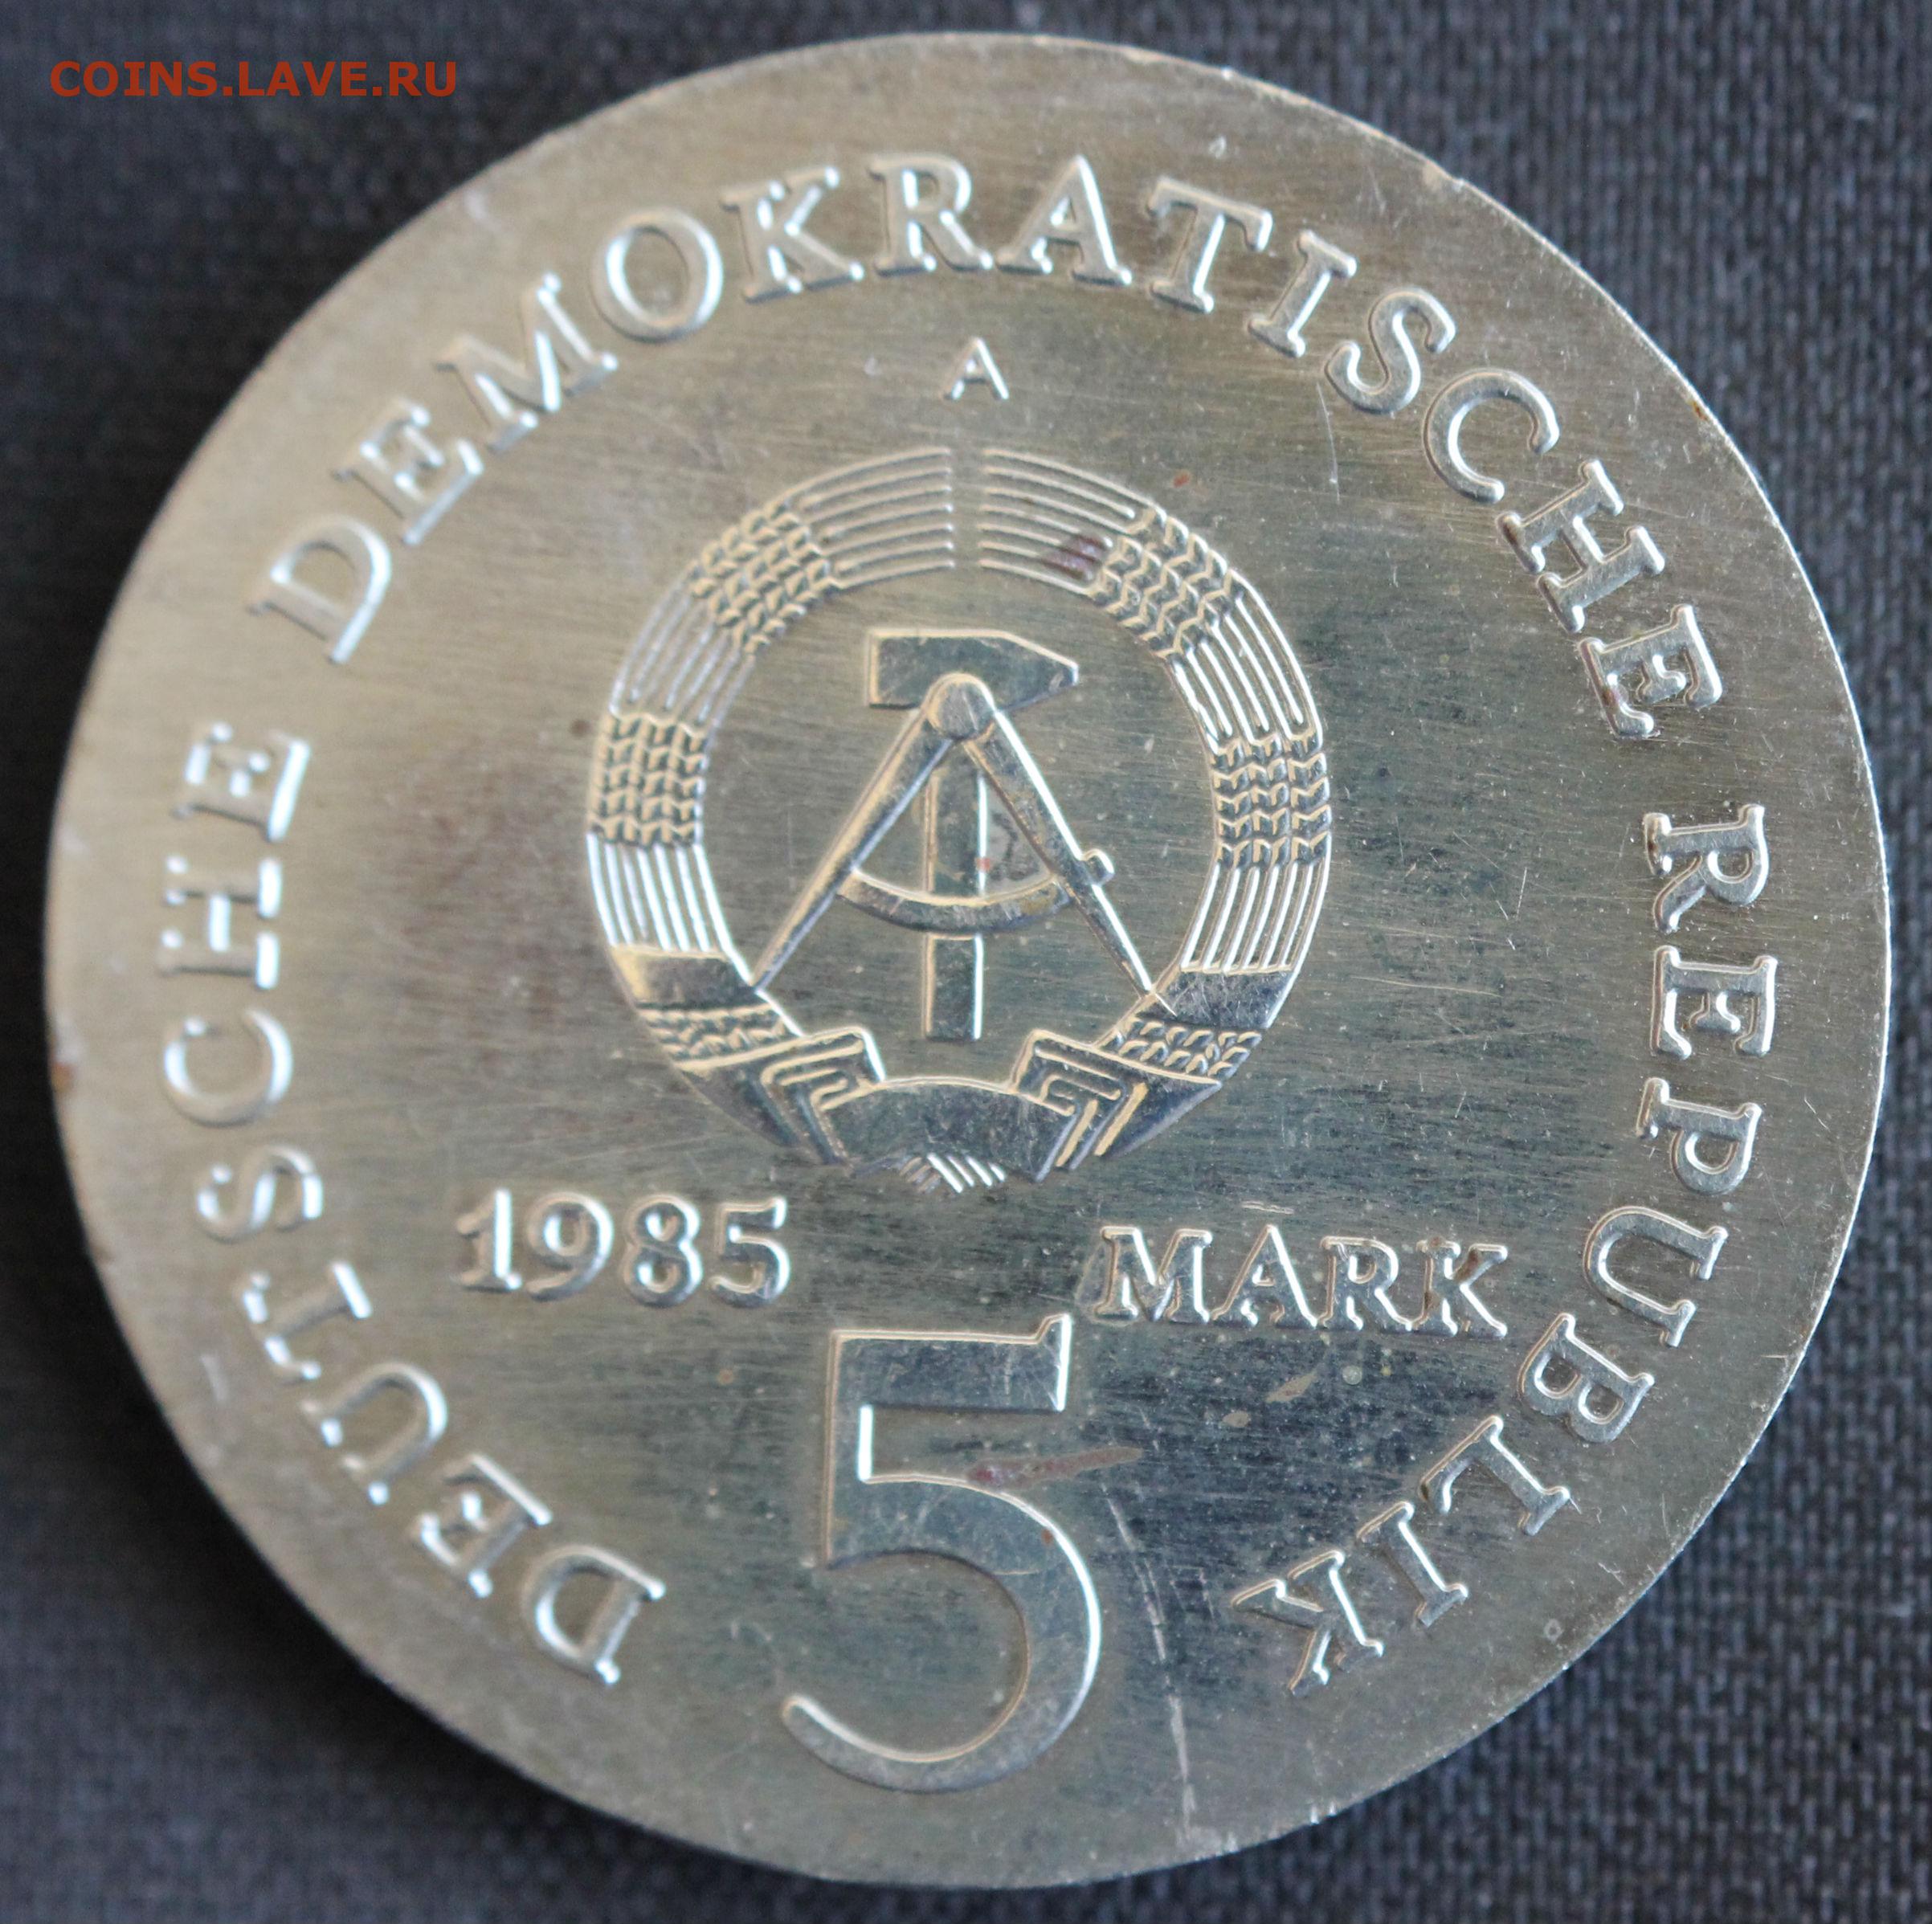 COINS.LAVE.RU
DEUTSCHE DEMOKRATISCHE REPUBLIK
A
1985
MARK
5